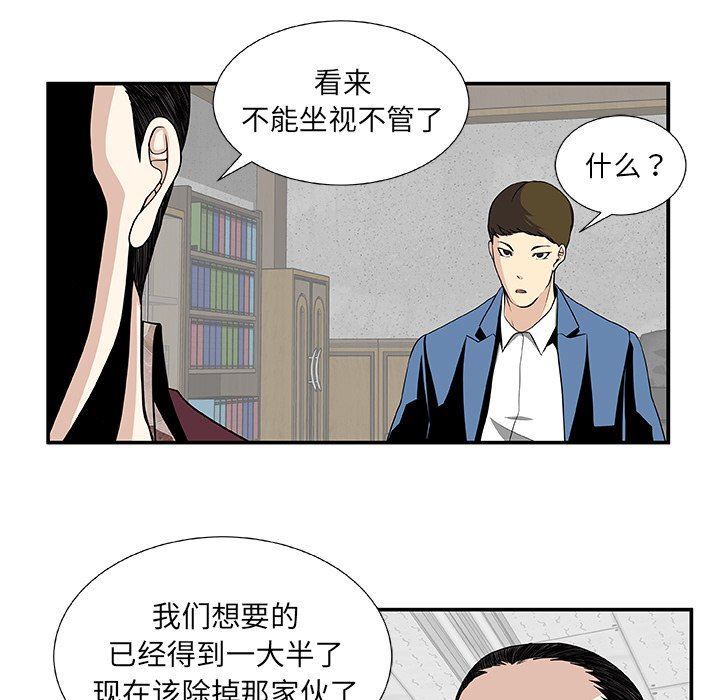 看来
不能坐视不管了
什么？
我们想要的
已经得到一大半了
现在该除掉那家伙了